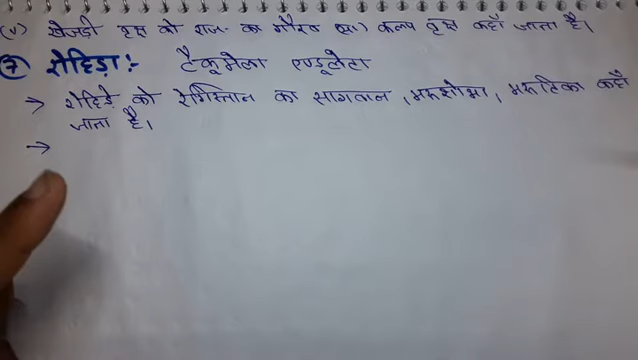 (v) खेजड़ी वृक्ष को राज. का गौरव (या) कल्प वृक्ष कहाँ जाता है।
(7) रोहिड़ा :- टैकूमेला एण्डूलेटा
→ रोहिड़े को रेगिस्तान का सागवान, मरूशोभा, मरूटिका कहाँ
जाता है।
→